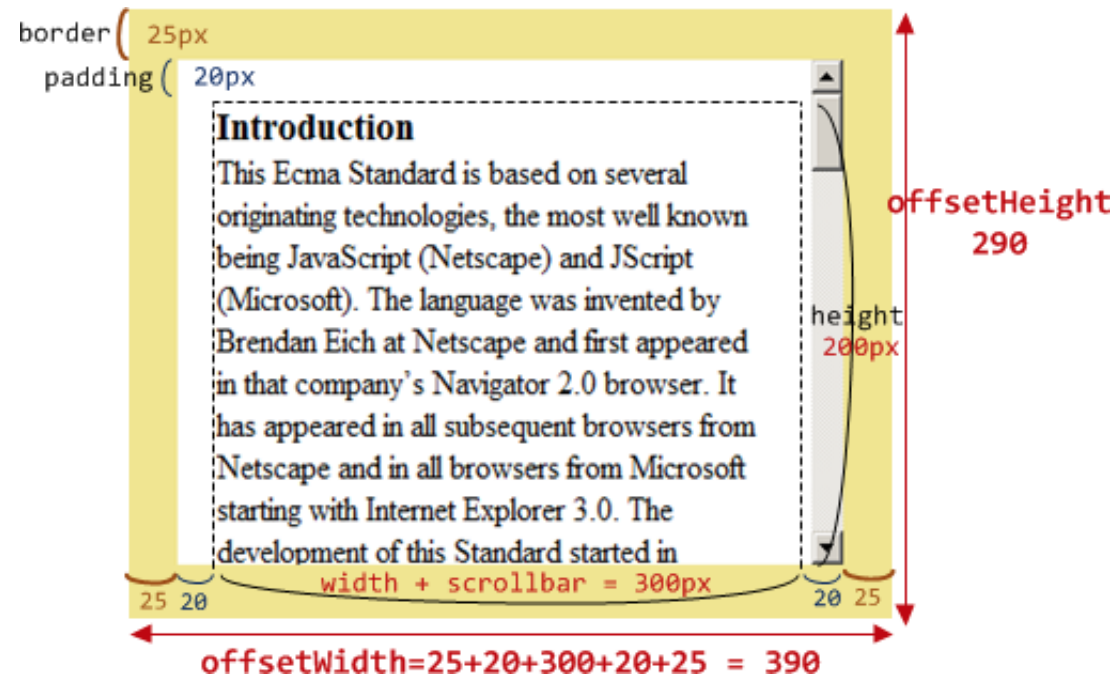 border 25px
padding 20px
Introduction
This Ecma Standard is based on several
originating technologies, the most well known
being JavaScript (Netscape) and JScript
(Microsoft). The language was invented by
Brendan Eich at Netscape and first appeared
in that company’s Navigator 2.0 browser. It
has appeared in all subsequent browsers from
Netscape and in all browsers from Microsoft
starting with Internet Explorer 3.0. The
development of this Standard started in
offsetHeight
290
height
200px
width + scrollbar = 300px
25 20 20 25
offsetWidth=25+20+300+20+25 = 390